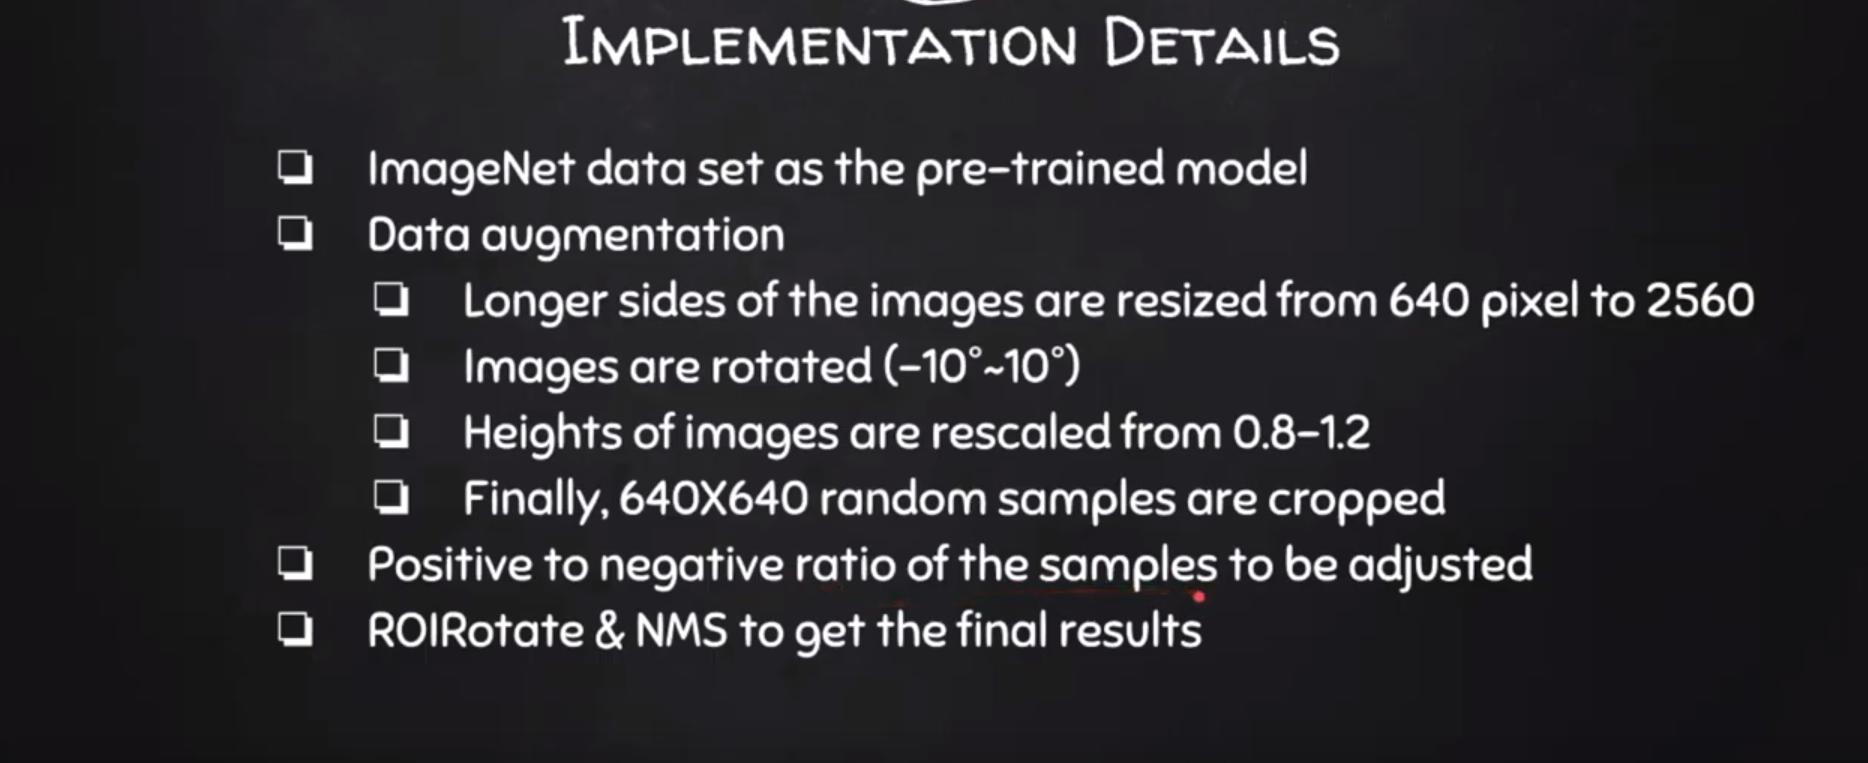 Implementation Details
ImageNet data set as the pre-trained model
Data augmentation
Longer sides of the images are resized from 640 pixel to 2560
Images are rotated (-10°~10°)
Heights of images are rescaled from 0.8-1.2
Finally, 640X640 random samples are cropped
Positive to negative ratio of the samples to be adjusted
ROIRotate & NMS to get the final results